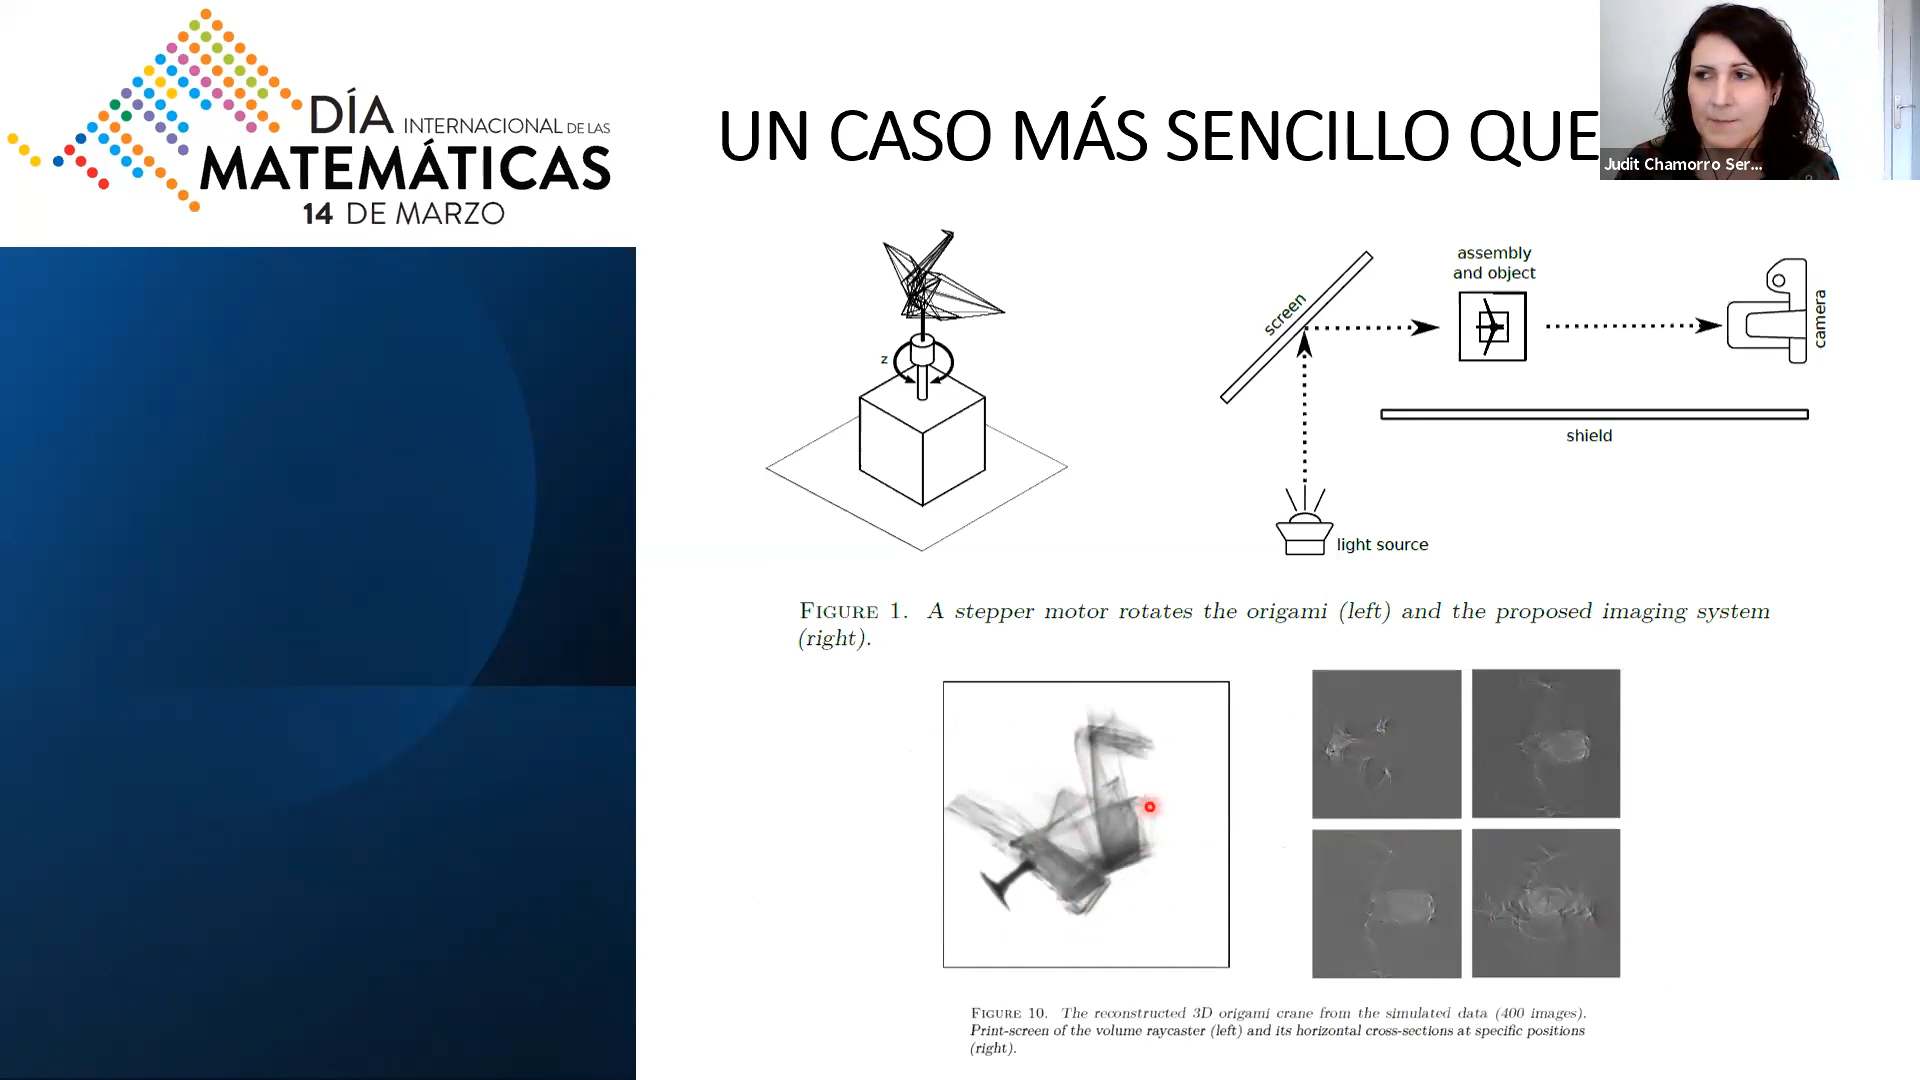 DÍA INTERNACIONAL DE LAS
MATEMÁTICAS
14 DE MARZO
UN CASO MÁS SENCILLO QUE
Judit Chamorro Ser...
z
screen
assembly
and object
camera
shield
light source
FIGURE 1. A stepper motor rotates the origami (left) and the proposed imaging system
(right).
FIGURE 10. The reconstructed 3D origami crane from the simulated data (400 images).
Print-screen of the volume raycaster (left) and its horizontal cross-sections at specific positions
(right).